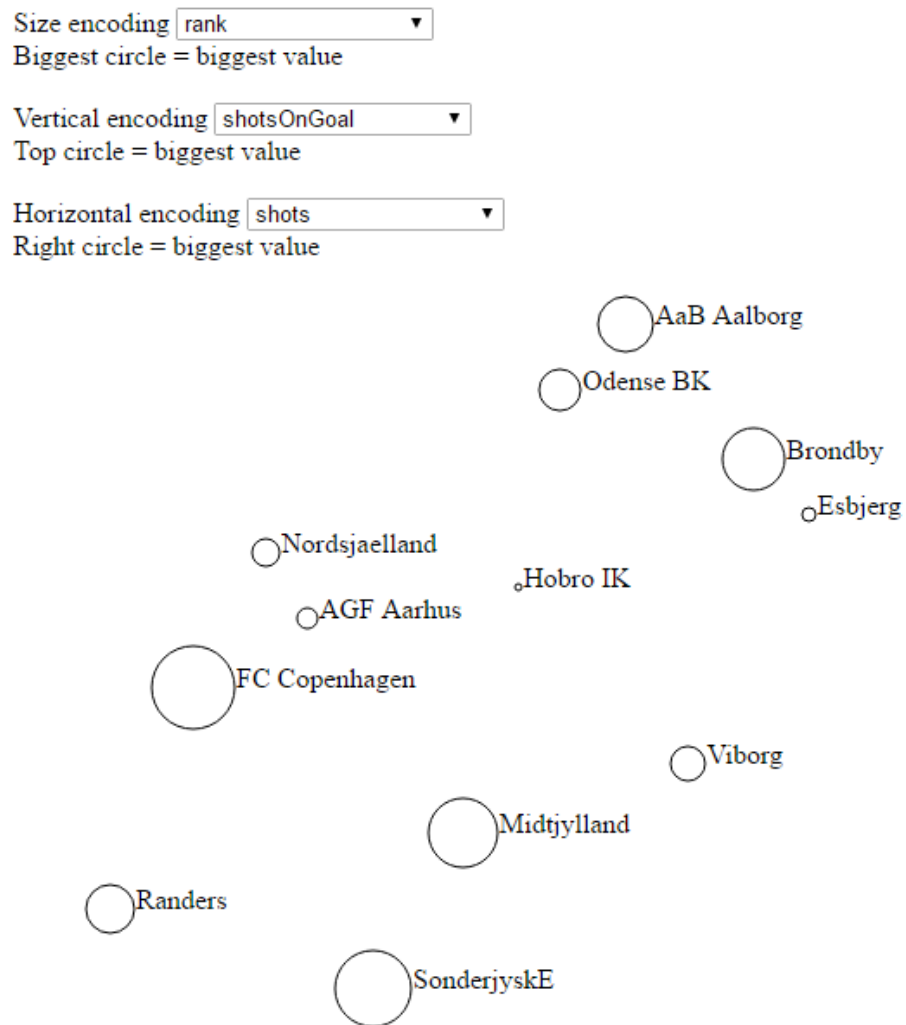 Size encoding rank
Biggest circle = biggest value
Vertical encoding shotsOnGoal
Top circle = biggest value
Horizontal encoding shots
Right circle = biggest value
AaB Aalborg
Odense BK
Brondby
Esbjerg
Nordsjaelland
Hobro IK
AGF Aarhus
FC Copenhagen
Viborg
Midtjylland
Randers
SonderjyskE